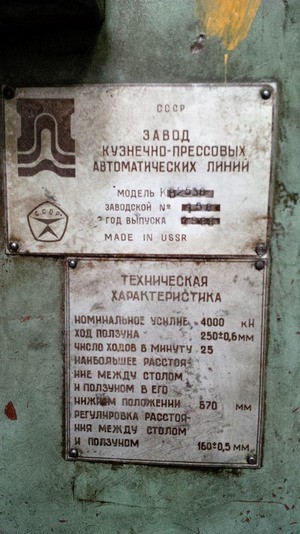 СССР
ЗАВОД
КУЗНЕЧНО-ПРЕССОВЫХ
АВТОМАТИЧЕСКИХ ЛИНИЙ
МОДЕЛЬ
ЗАВОДСКОЙ №
ГОД ВЫПУСКА
СССР
MADE IN USSR
ТЕХНИЧЕСКАЯ
ХАРАКТЕРИСТИКА
НОМИНАЛЬНОЕ УСИЛИЕ 4000 кН
ХОД ПОЛЗУНА 250±0,6мм
ЧИСЛО ХОДОВ В МИНУТУ 25
НАИБОЛЬШЕЕ РАССТОЯ-
НИЕ МЕЖДУ СТОЛОМ
И ПОЛЗУНОМ В ЕГО
НИЖНЕМ ПОЛОЖЕНИИ 670 мм
РЕГУЛИРОВКА РАССТОЯ-
НИЯ МЕЖДУ СТОЛОМ
И ПОЛЗУНОМ 160±0,5 мм